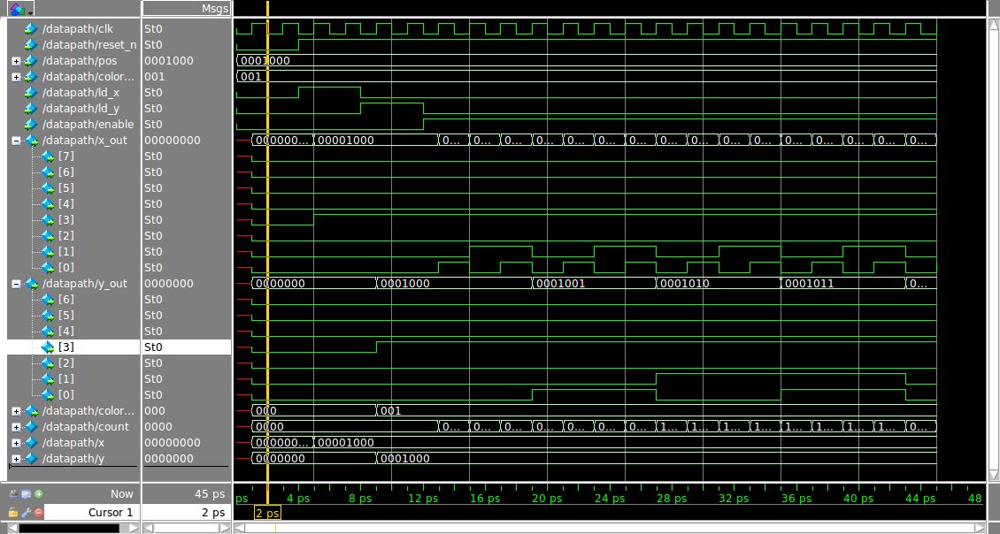 Msgs
/datapath/clk St0
/datapath/reset_n St0
/datapath/pos 0001000 0001000
/datapath/color... 001 001
/datapath/ld_x St0
/datapath/ld_y St0
/datapath/enable St0
/datapath/x_out 00000000 000000... 00001000 0... 0... 0... 0... 0... 0... 0... 0... 0... 0... 0... 0... 0... 0... 0... 0...
[7] St0
[6] St0
[5] St0
[4] St0
[3] St0
[2] St0
[1] St0
[0] St0
/datapath/y_out 0000000 0000000 0001000 0001001 0001010 0001011 0...
[6] St0
[5] St0
[4] St0
[3] St0
[2] St0
[1] St0
[0] St0
/datapath/color... 000 000 001
/datapath/count 0000 0000 0... 0... 0... 0... 0... 0... 0... 1... 1... 1... 1... 1... 1... 1... 1... 0...
/datapath/x 00000000 000000... 00001000
/datapath/y 0000000 0000000 0001000
Now 45 ps ps 4 ps 8 ps 12 ps 16 ps 20 ps 24 ps 28 ps 32 ps 36 ps 40 ps 44 ps 48
Cursor 1 2 ps 2 ps